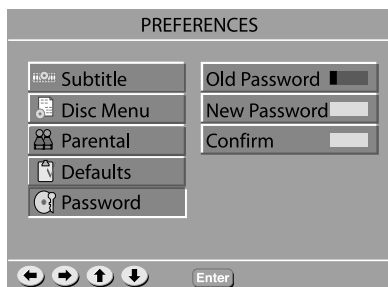 PREFERENCES
Subtitle
Disc Menu
Parental
Defaults
Password
Old Password
New Password
Confirm
Enter